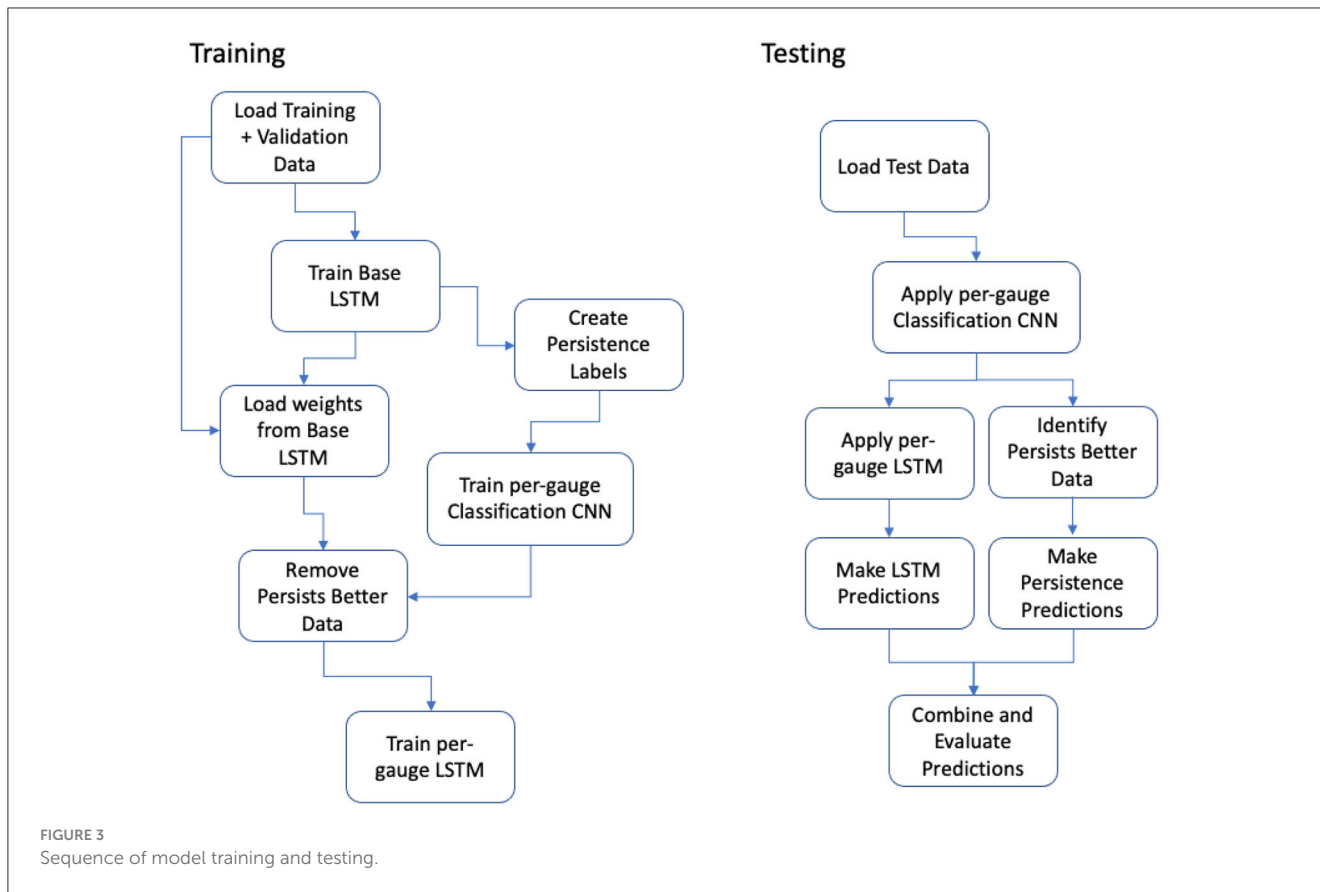 Training
Load Training
+ Validation
Data
Train Base
LSTM
Create
Persistence
Labels
Load weights
from Base
LSTM
Train per-gauge
Classification CNN
Remove
Persists Better
Data
Train per-
gauge LSTM
Testing
Load Test Data
Apply per-gauge
Classification CNN
Apply per-
gauge LSTM
Identify
Persists Better
Data
Make LSTM
Predictions
Make
Persistence
Predictions
Combine and
Evaluate
Predictions
FIGURE 3
Sequence of model training and testing.